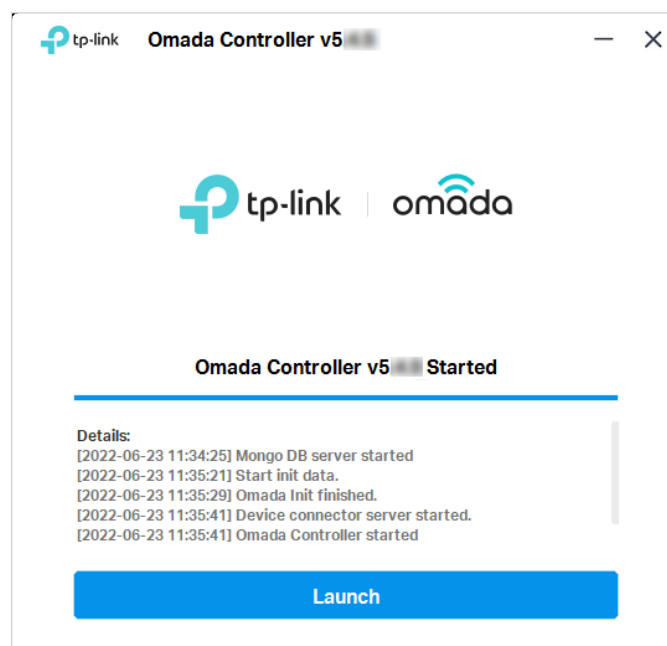 tp-link Omada Controller v5
tp-link omada
Omada Controller v5 Started
Details:
[2022-06-23 11:34:25] Mongo DB server started
[2022-06-23 11:35:21] Start init data.
[2022-06-23 11:35:29] Omada Init finished.
[2022-06-23 11:35:41] Device connector server started.
[2022-06-23 11:35:41] Omada Controller started
Launch